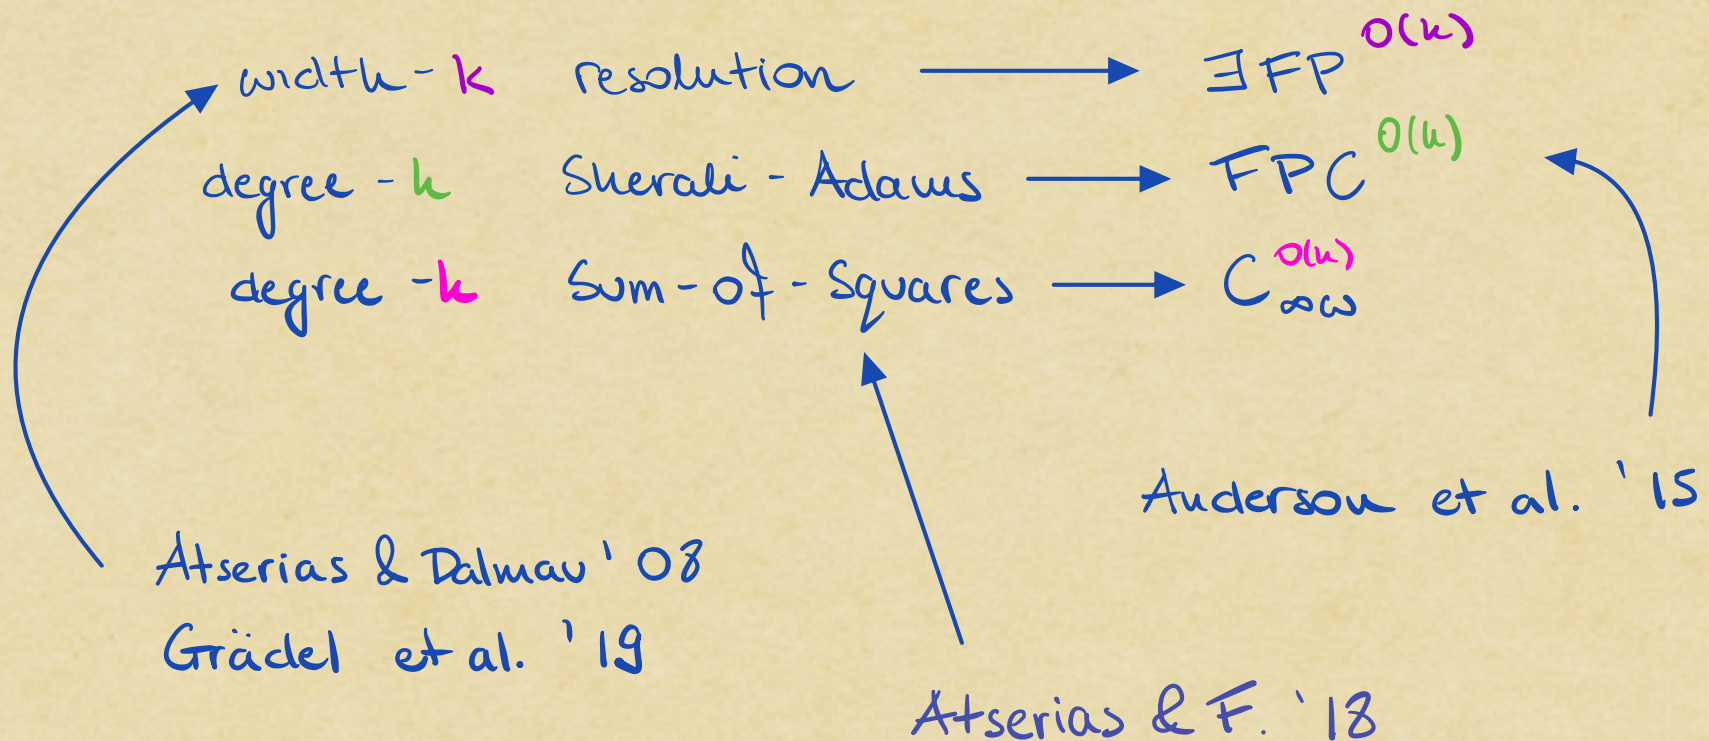 width-k resolution → ∃FP^O(k)
degree-k Sherali-Adams → FPC^O(k)
degree-k Sum-of-Squares → C_∞ω^O(k)
Anderson et al. '15
Atserias & Dalmau '08
Grädel et al. '19
Atserias & F. '18